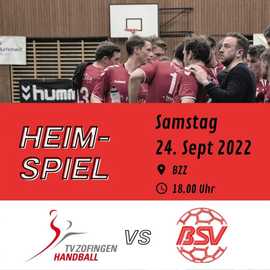 hummel
HEIM-
SPIEL
Samstag
24. Sept 2022
BZZ
18.00 Uhr
TV ZOFINGEN
HANDBALL
VS
BSV